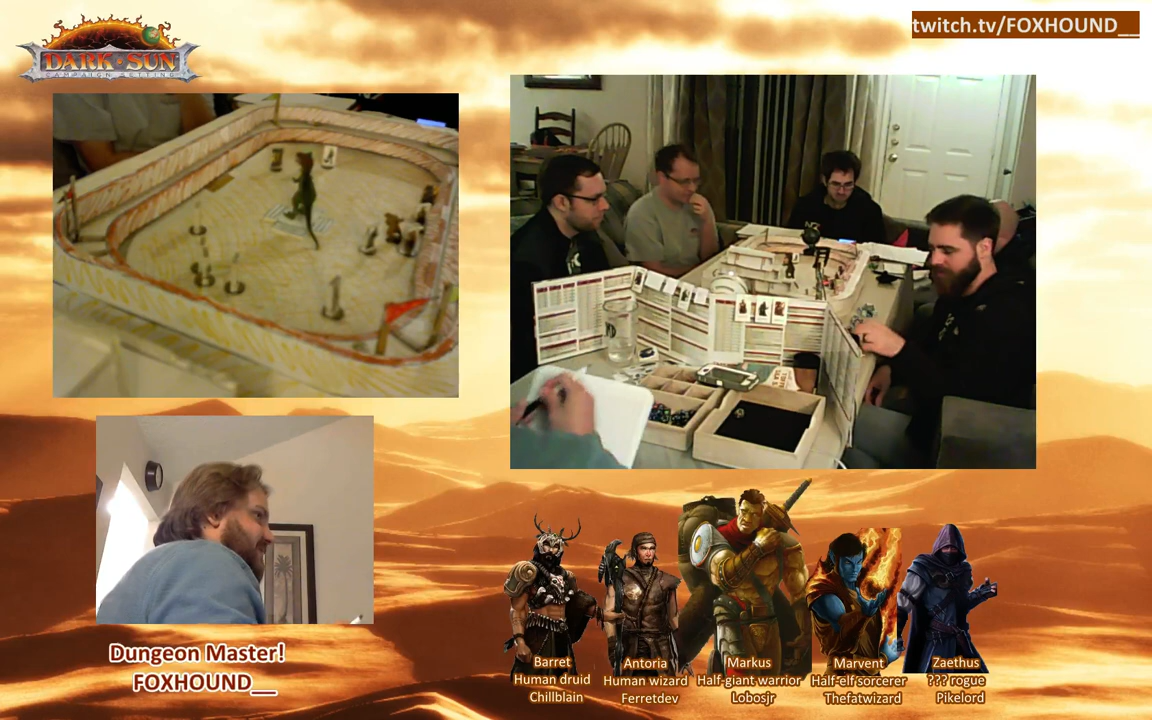 twitch.tv/FOXHOUND__
DARK SUN
CAMPAIGN SETTING
Dungeon Master!
FOXHOUND__
Barret
Human druid
Chillblain
Antoria
Human wizard
Ferretdev
Markus
Half-giant warrior
Lobosjr
Marvent
Half-elf sorcerer
Thefatwizard
Zaethus
??? rogue
Pikelord